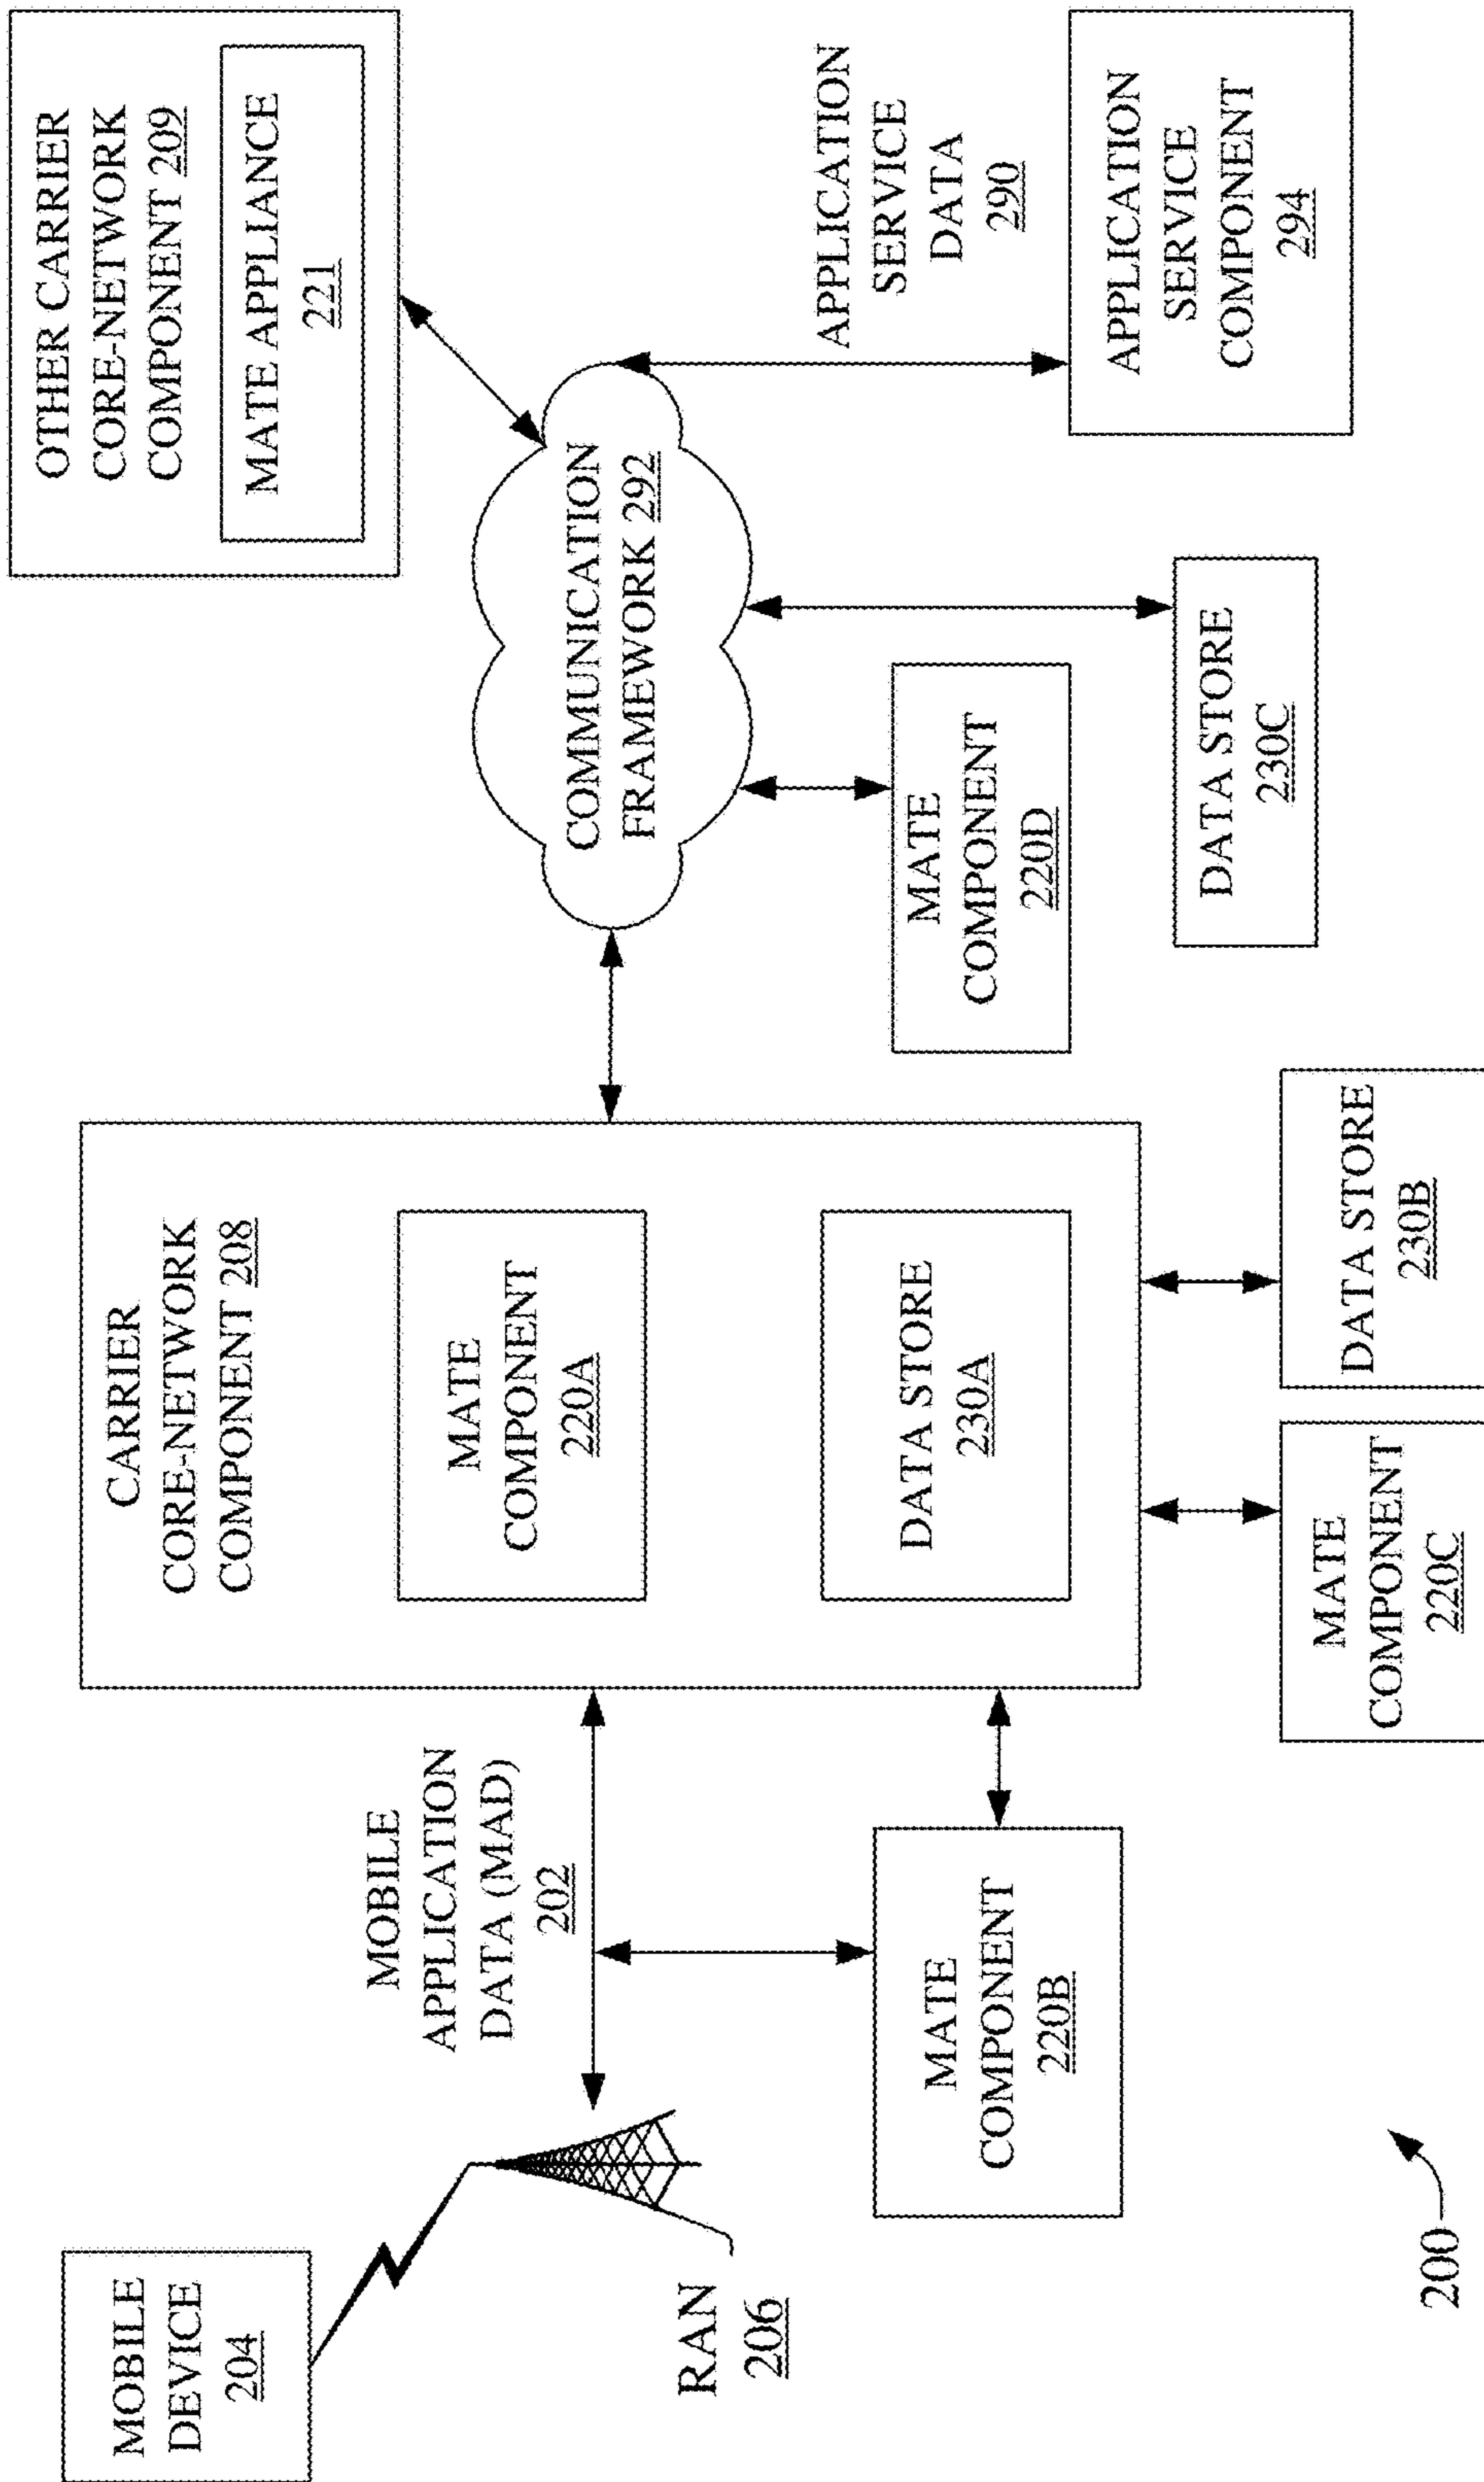 MOBILE
DEVICE
204
RAN
206
MOBILE
APPLICATION
DATA (MAD)
202
MATE
COMPONENT
220B
CARRIER
CORE-NETWORK
COMPONENT 208
MATE
COMPONENT
220A
DATA STORE
230A
MATE
COMPONENT
220C
DATA STORE
230B
COMMUNICATION
FRAMEWORK 292
MATE
COMPONENT
220D
DATA STORE
230C
OTHER CARRIER
CORE-NETWORK
COMPONENT 209
MATE APPLIANCE
221
APPLICATION
SERVICE
DATA
290
APPLICATION
SERVICE
COMPONENT
294
200